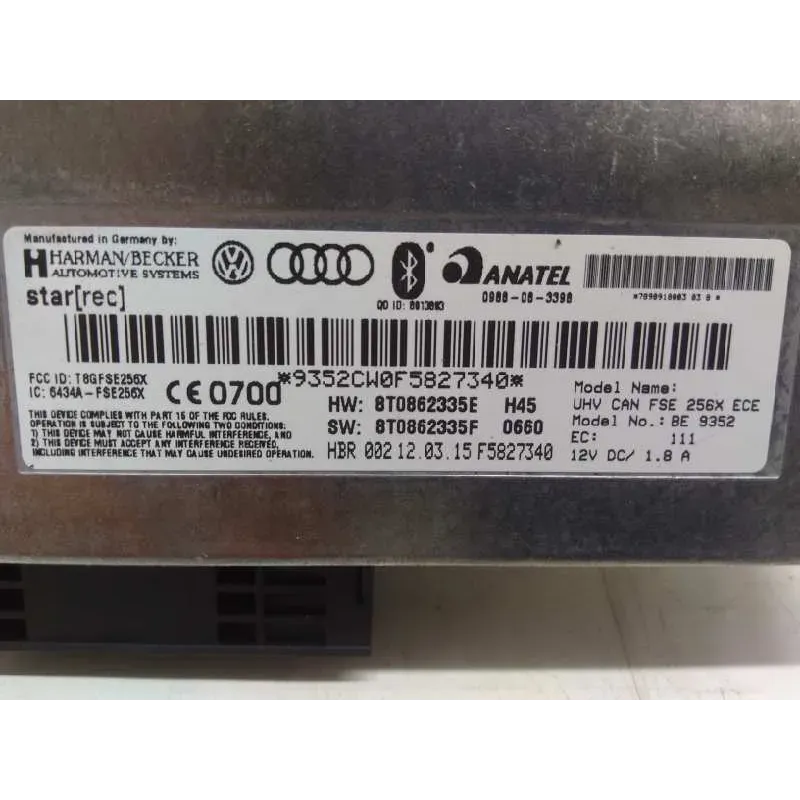 Manufactured in Germany by:
HARMAN/BECKER
AUTOMOTIVE SYSTEMS
star[rec]
ANATEL
0988-08-3398
QD ID:
*9352CW0F5827340*
FCC ID: T8GFSE256X
IC: 6434A-FSE256X
CE0700
THIS DEVICE COMPLIES WITH PART 15 OF THE FCC RULES.
OPERATION IS SUBJECT TO THE FOLLOWING TWO CONDITIONS:
1) THIS DEVICE MAY NOT CAUSE HARMFUL INTERFERENCE, AND
2) THIS DEVICE MUST ACCEPT ANY INTERFERENCE RECEIVED,
INCLUDING INTERFERENCE THAT MAY CAUSE UNDESIRED OPERATION.
HW: 8T0862335E H45
SW: 8T0862335F 0660
HBR 002 12.03.15 F5827340
Model Name:
UHV CAN FSE 256X ECE
Model No.: BE 9352
EC: 111
12V DC/ 1.8 A